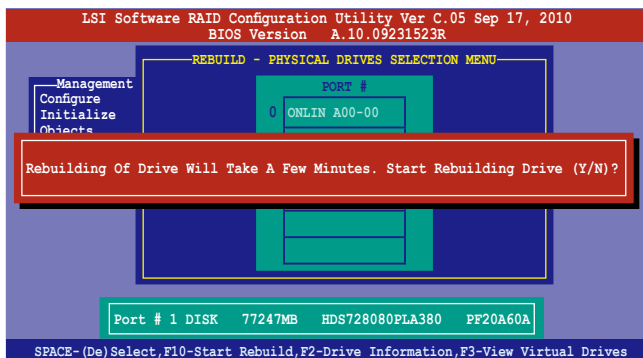 LSI Software RAID Configuration Utility Ver C.05 Sep 17, 2010
BIOS Version A.10.09231523R
REBUILD - PHYSICAL DRIVES SELECTION MENU
Management
Configure
Initialize
Objects
PORT #
0 ONLIN A00-00
Rebuilding Of Drive Will Take A Few Minutes. Start Rebuilding Drive (Y/N)?
Port # 1 DISK 77247MB HDS728080PLA380 PF20A60A
SPACE-(De)Select,F10-Start Rebuild,F2-Drive Information,F3-View Virtual Drives